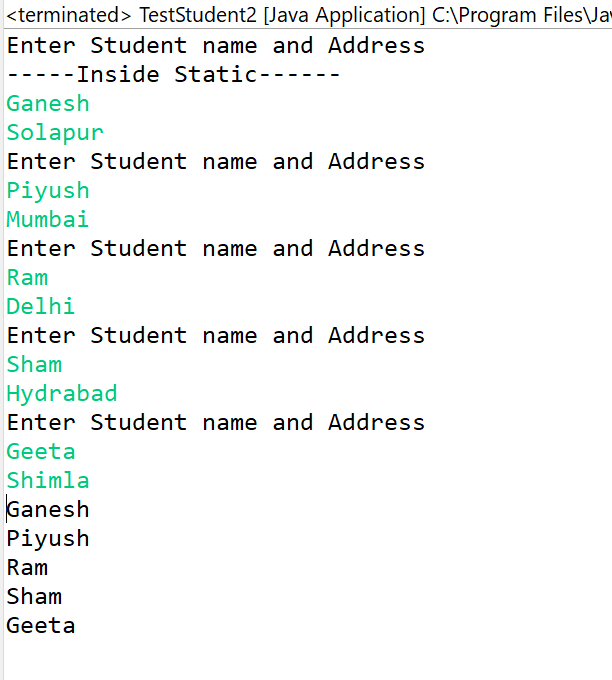 <terminated> TestStudent2 [Java Application] C:\Program Files\Jav
Enter Student name and Address
-----Inside Static------
Ganesh
Solapur
Enter Student name and Address
Piyush
Mumbai
Enter Student name and Address
Ram
Delhi
Enter Student name and Address
Sham
Hydrabad
Enter Student name and Address
Geeta
Shimla
Ganesh
Piyush
Ram
Sham
Geeta